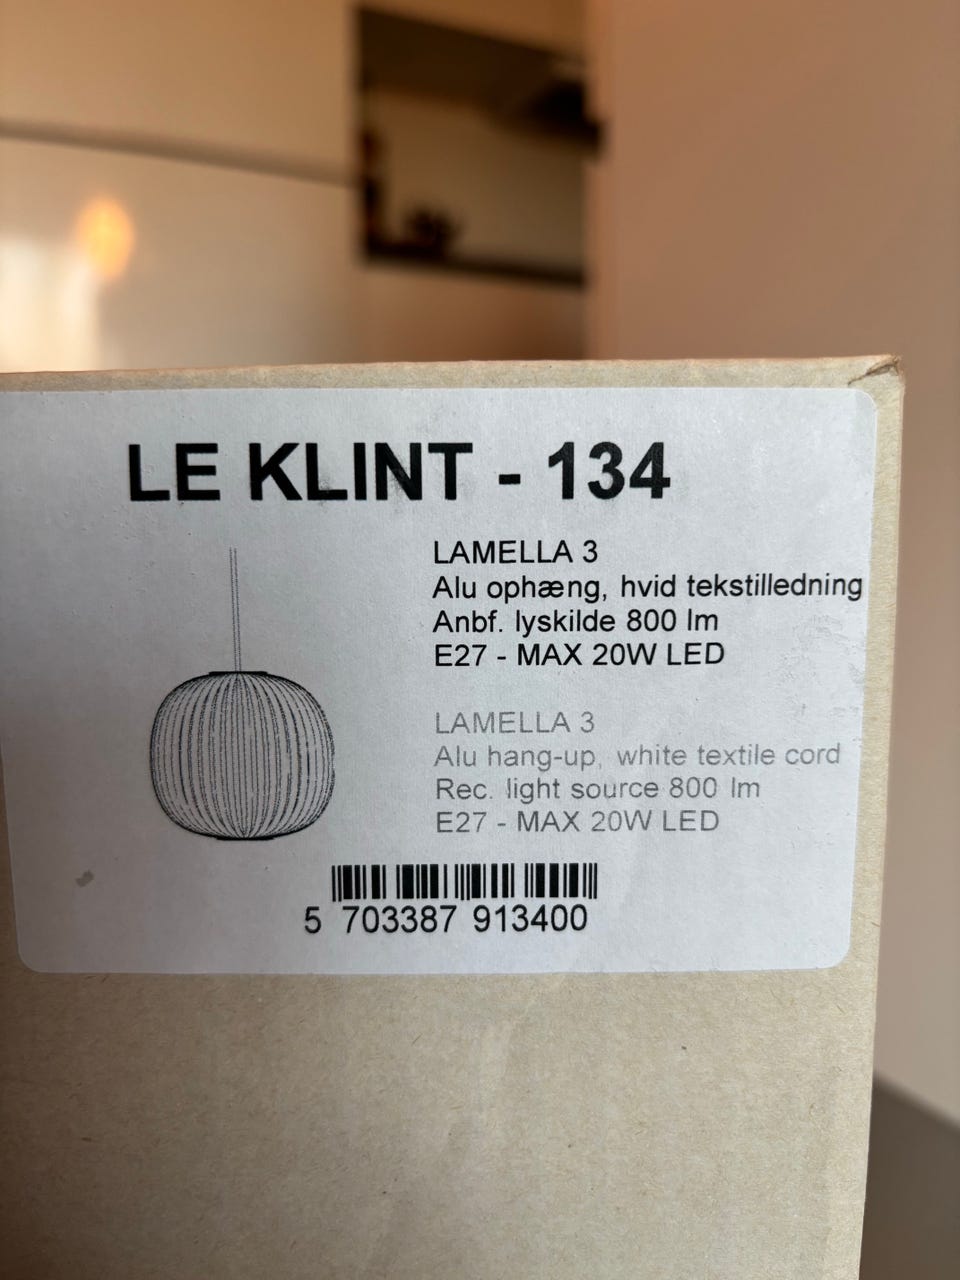 LE KLINT - 134
LAMELLA 3
Alu ophæng, hvid tekstilledning
Anbf. lyskilde 800 lm
E27 - MAX 20W LED
LAMELLA 3
Alu hang-up, white textile cord
Rec. light source 800 lm
E27 - MAX 20W LED
5 703387 913400